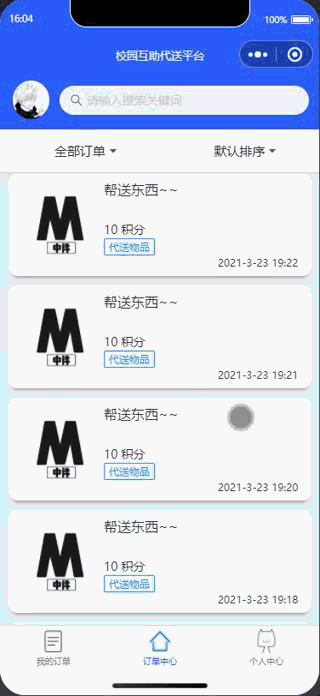 16:04
100%
校园互助代送平台
请输入搜索关键词
全部订单 默认排序
帮送东西~~
10 积分
代送物品
2021-3-23 19:22
M
中通
帮送东西~~
10 积分
代送物品
2021-3-23 19:21
M
中通
帮送东西~~
10 积分
代送物品
2021-3-23 19:20
M
中通
帮送东西~~
10 积分
代送物品
2021-3-23 19:18
M
中通
我的订单 订单中心 个人中心